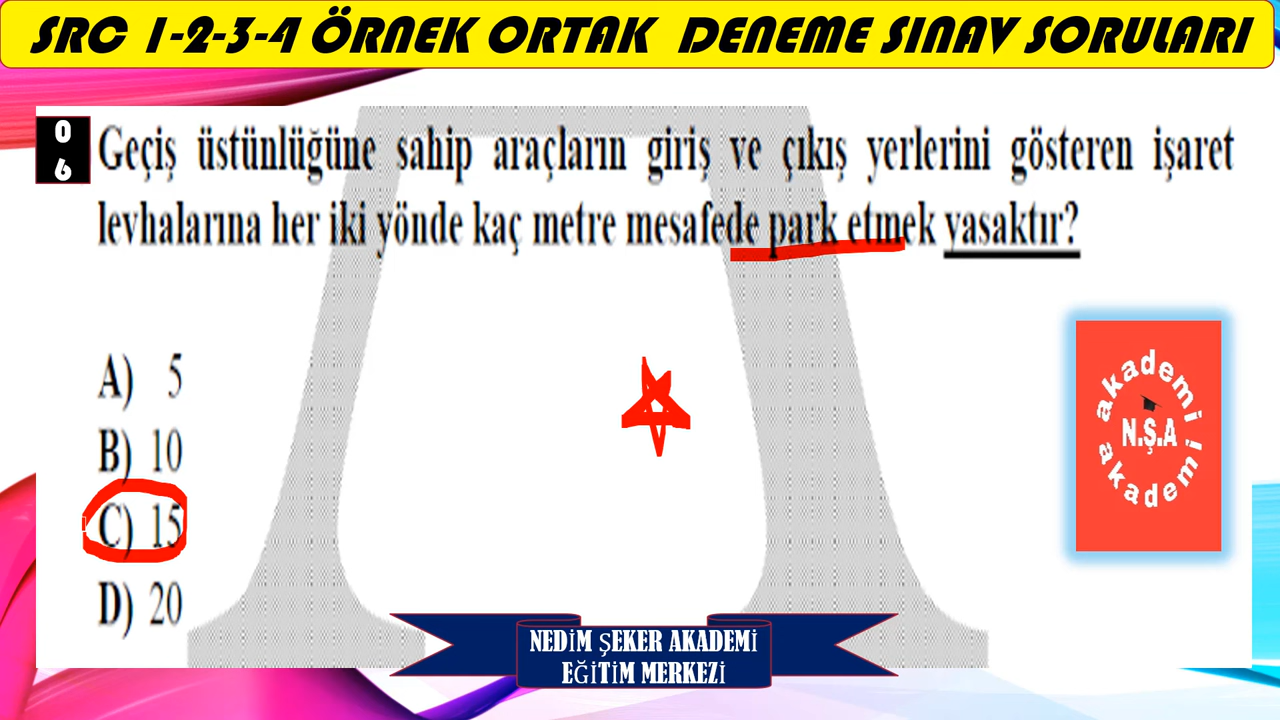 SRC 1-2-3-4 ÖRNEK ORTAK DENEME SINAV SORULARI
06
Geçiş üstünlüğüne sahip araçların giriş ve çıkış yerlerini gösteren işaret
levhalarına her iki yönde kaç metre mesafede park etmek yasaktır?
A) 5
B) 10
C) 15
D) 20
akademi
N.Ş.A
akademi
NEDİM ŞEKER AKADEMİ
EĞİTİM MERKEZİ